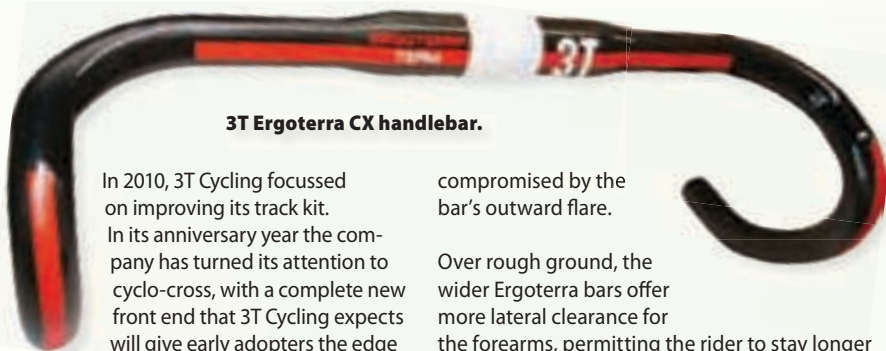 3T
3T Ergoterra CX handlebar.
In 2010, 3T Cycling focussed
on improving its track kit.
In its anniversary year the com-
pany has turned its attention to
cyclo-cross, with a complete new
front end that 3T Cycling expects
will give early adopters the edge
compromised by the
bar's outward flare.
Over rough ground, the
wider Ergoterra bars offer
more lateral clearance for
the forearms, permitting the rider to stay longer